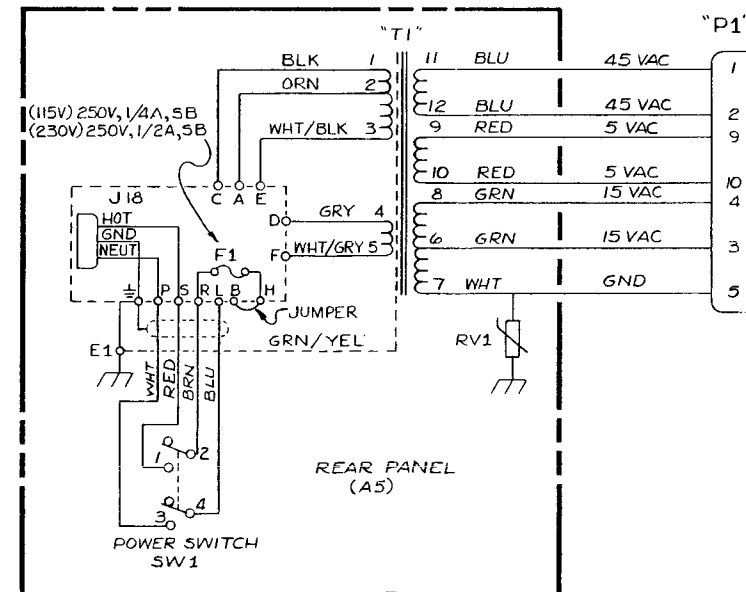 "T1"
"P1"
BLK 1
ORN 2
WHT/BLK 3
(115V) 250V, 1/4A, SB
(230V) 250V, 1/2A, SB
C A E
J18
HOT
GND
NEUT
D GRY 4
F WHT/GRY 5
F1
P S R L B H
JUMPER
GRN/YEL
E1
WHT
RED
BRN
BLU
1 2
3 4
POWER SWITCH
SW1
REAR PANEL
(A5)
11 BLU 45 VAC 1
12 BLU 45 VAC 2
9 RED 5 VAC 9
10 RED 5 VAC 10
8 GRN 15 VAC 4
6 GRN 15 VAC 3
7 WHT GND 5
RV1